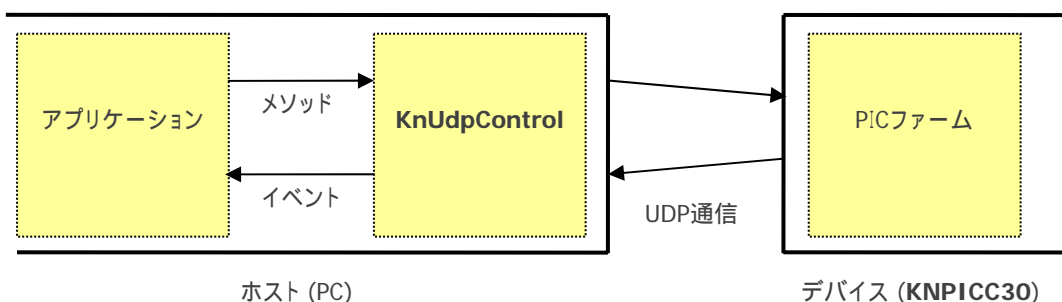 アプリケーション
メソッド
イベント
KnUdpControl
UDP通信
PICファーム
ホスト (PC)
デバイス (KNPICC30)